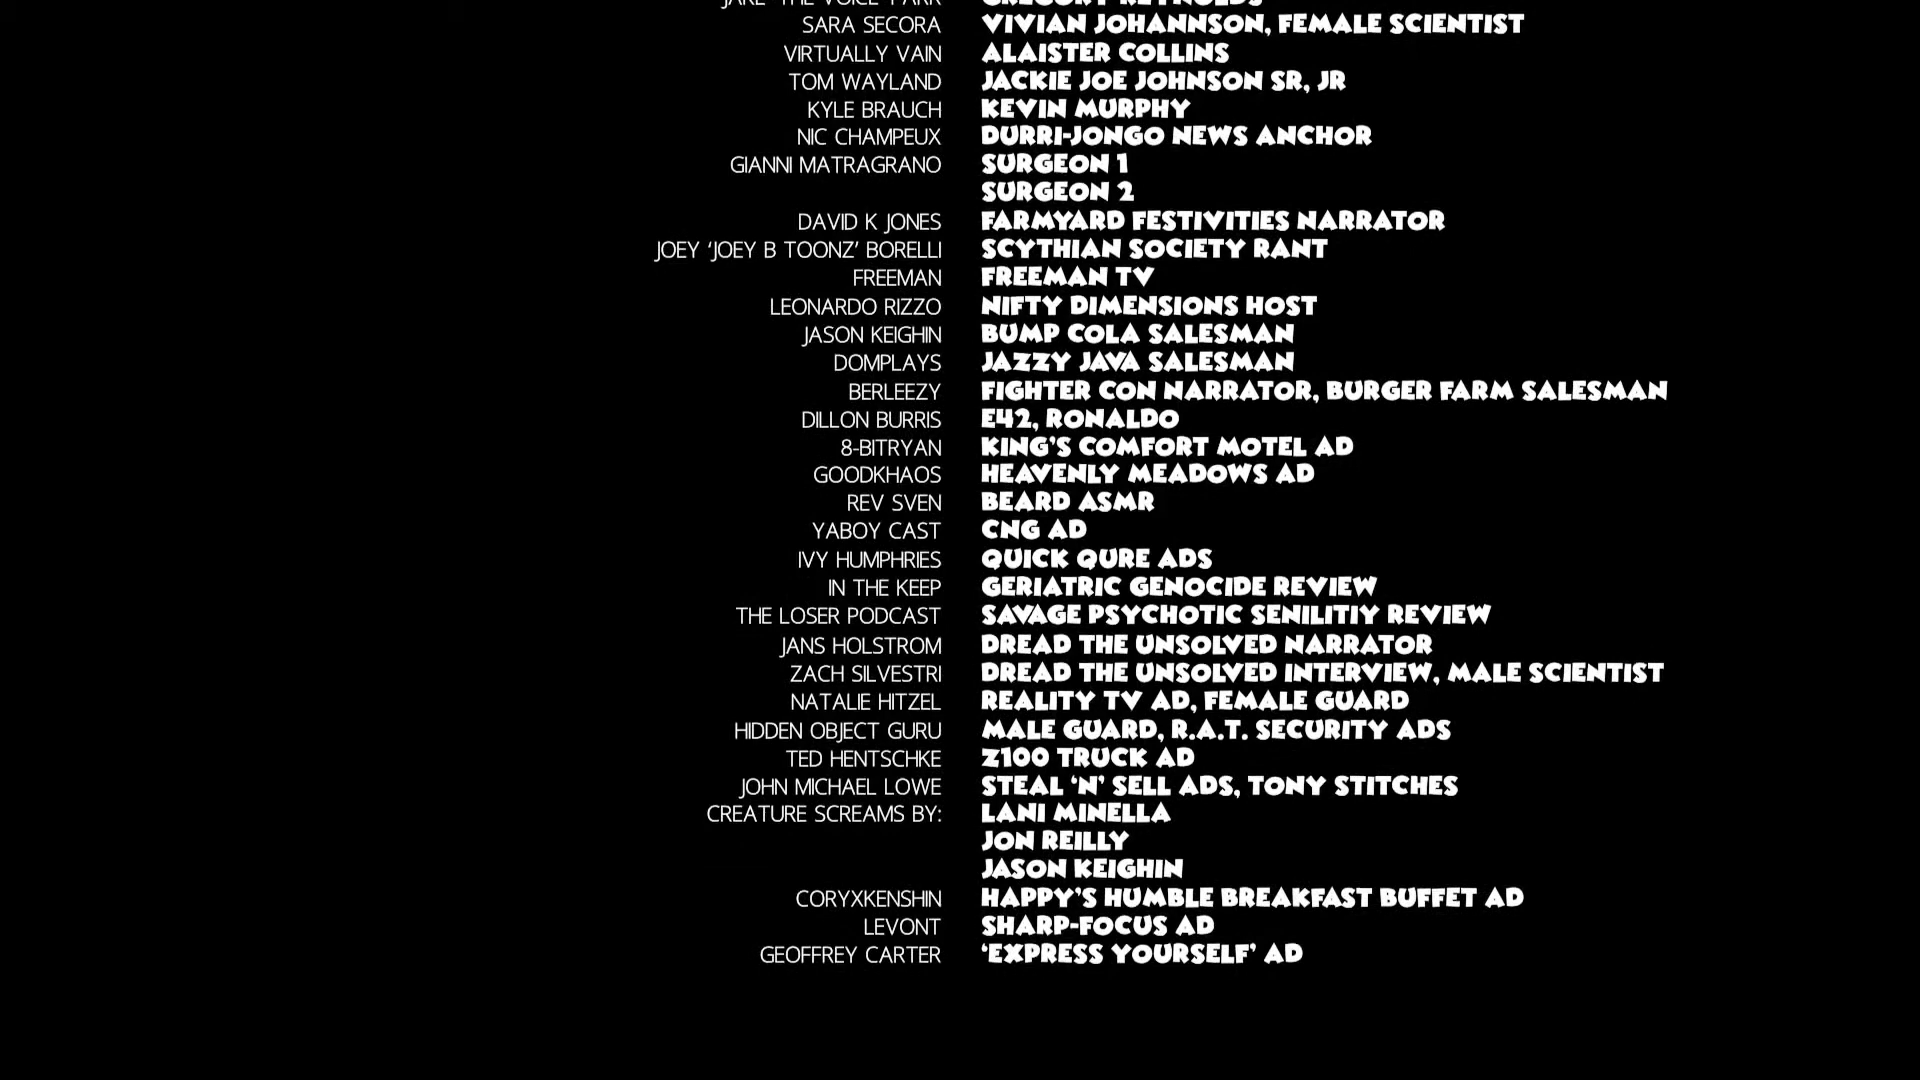 JAKE 'THE VOICE' PARR GREGORY REYNOLDS
SARA SECORA VIVIAN JOHANNSON, FEMALE SCIENTIST
VIRTUALLY VAIN ALAISTER COLLINS
TOM WAYLAND JACKIE JOE JOHNSON SR, JR
KYLE BRAUCH KEVIN MURPHY
NIC CHAMPEUX DURRI-JONGO NEWS ANCHOR
GIANNI MATRAGRANO SURGEON 1
SURGEON 2
DAVID K JONES FARMYARD FESTIVITIES NARRATOR
JOEY ‘JOEY B TOONZ’ BORELLI SCYTHIAN SOCIETY RANT
FREEMAN FREEMAN TV
LEONARDO RIZZO NIFTY DIMENSIONS HOST
JASON KEIGHIN BUMP COLA SALESMAN
DOMPLAYS JAZZY JAVA SALESMAN
BERLEEZY FIGHTER CON NARRATOR, BURGER FARM SALESMAN
DILLON BURRIS E42, RONALDO
8-BITRYAN KING’S COMFORT MOTEL AD
GOODKHAOS HEAVENLY MEADOWS AD
REV SVEN BEARD ASMR
YABOY CAST CNG AD
IVY HUMPHRIES QUICK QURE ADS
IN THE KEEP GERIATRIC GENOCIDE REVIEW
THE LOSER PODCAST SAVAGE PSYCHOTIC SENILITIY REVIEW
JANS HOLSTROM DREAD THE UNSOLVED NARRATOR
ZACH SILVESTRI DREAD THE UNSOLVED INTERVIEW, MALE SCIENTIST
NATALIE HITZEL REALITY TV AD, FEMALE GUARD
HIDDEN OBJECT GURU MALE GUARD, R.A.T. SECURITY ADS
TED HENTSCHKE Z100 TRUCK AD
JOHN MICHAEL LOWE STEAL ‘N’ SELL ADS, TONY STITCHES
CREATURE SCREAMS BY: LANI MINELLA
JON REILLY
JASON KEIGHIN
CORYXKENSHIN HAPPY’S HUMBLE BREAKFAST BUFFET AD
LEVONT SHARP-FOCUS AD
GEOFFREY CARTER ‘EXPRESS YOURSELF’ AD